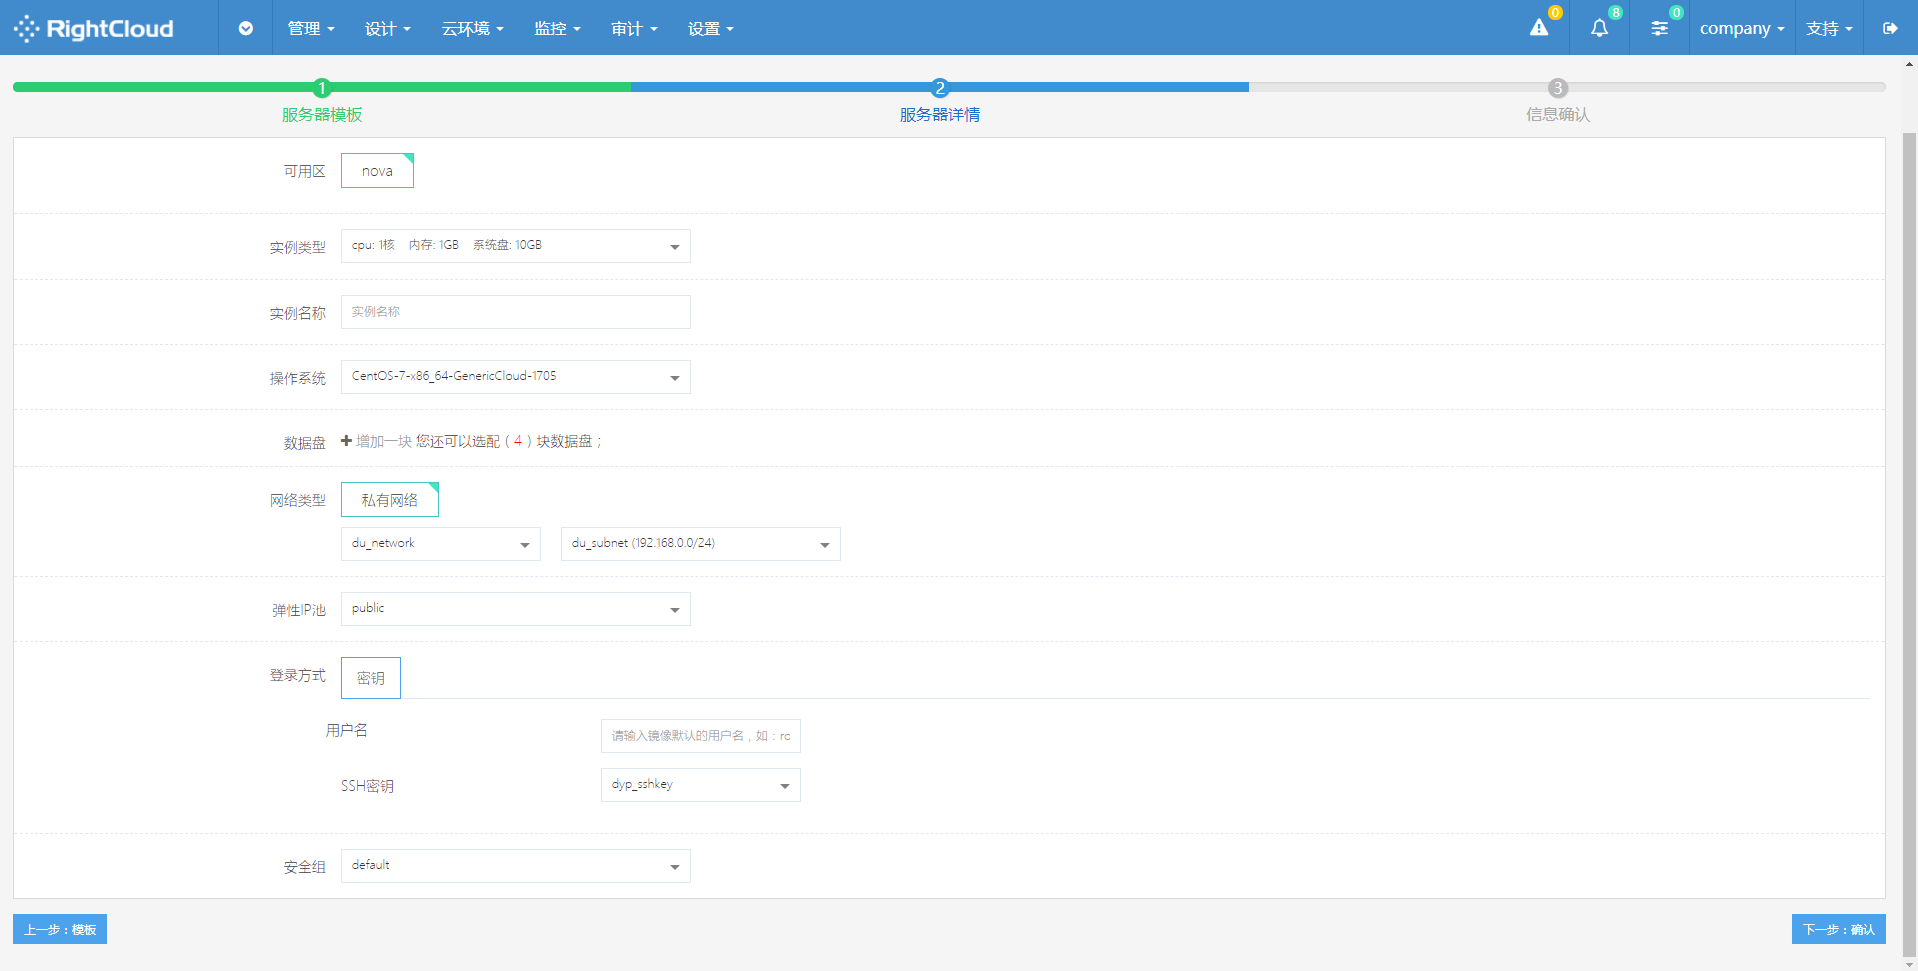 RightCloud 管理 设计 云环境 监控 审计 设置 0 8 0 company 支持
1 2 3
服务器模板 服务器详情 信息确认
可用区 nova
实例类型 cpu: 1核 内存: 1GB 系统盘: 10GB
实例名称 实例名称
操作系统 CentOS-7-x86_64-GenericCloud-1705
数据盘 增加一块 您还可以选配（4）块数据盘；
网络类型 私有网络
du_network du_subnet (192.168.0.0/24)
弹性IP池 public
登录方式 密钥
用户名 请输入镜像默认的用户名，如：ro
SSH密钥 dyp_sshkey
安全组 default
上一步：模板 下一步：确认